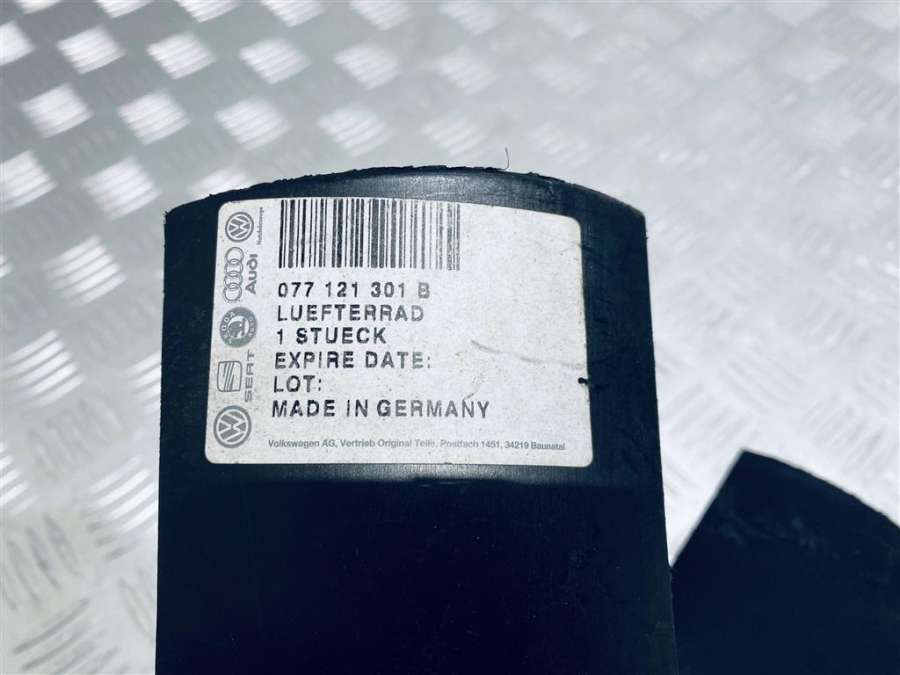 077 121 301 B
LUEFTERRAD
1 STUECK
EXPIRE DATE:
LOT:
MADE IN GERMANY
Volkswagen AG, Vertrieb Original Teile, Postfach 1451, 34219 Baunatal
Audi
SEAT